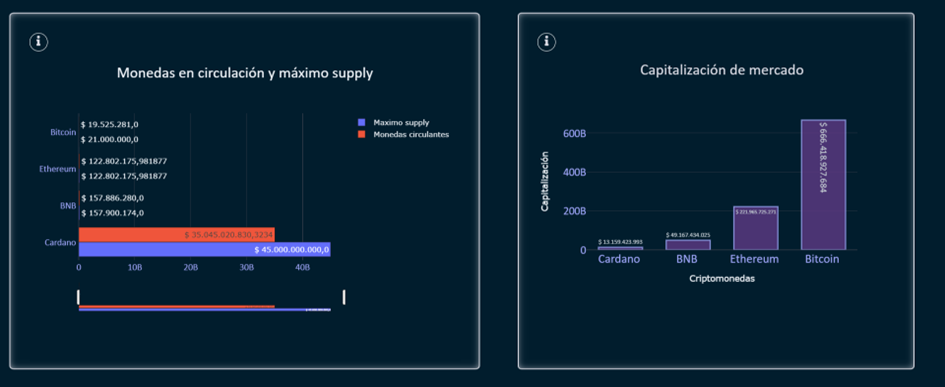 i
Monedas en circulación y máximo supply
Maximo supply
Monedas circulantes
Bitcoin
$ 19.525.281,0
$ 21.000.000,0
Ethereum
$ 122.802.175,981877
$ 122.802.175,981877
BNB
$ 157.886.280,0
$ 157.900.174,0
Cardano
$ 35.045.020,830,3234
$ 45.000.000.000,0
0 10B 20B 30B 40B
i
Capitalización de mercado
Capitalización
600B
400B
200B
0
$ 13.159.423.993
$ 49.167.434.025
$ 666.418.927.684
Cardano BNB Ethereum Bitcoin
Criptomonedas